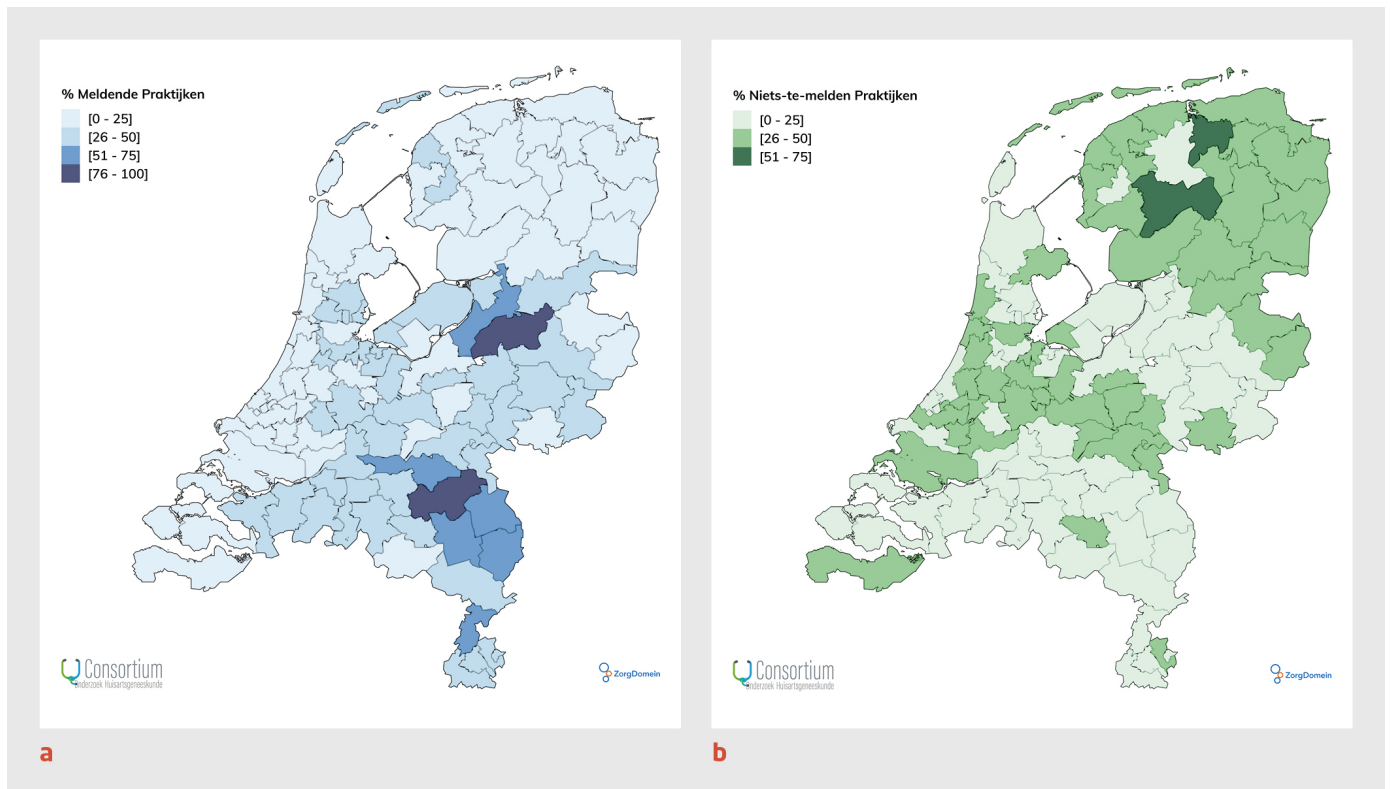 % Meldende Praktijken
[0 - 25]
[26 - 50]
[51 - 75]
[76 - 100]
Consortium
Onderzoek Huisartsgeneeskunde
ZorgDomein
a
% Niets-te-melden Praktijken
[0 - 25]
[26 - 50]
[51 - 75]
Consortium
Onderzoek Huisartsgeneeskunde
ZorgDomein
b